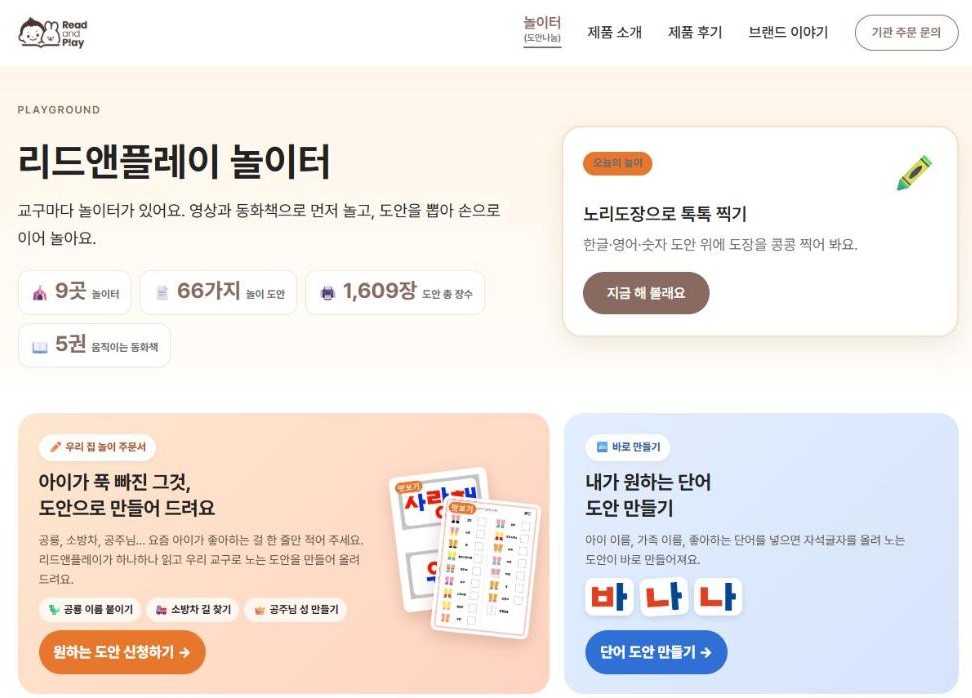 Read
and
Play
놀이터
(도안나눔)
제품 소개
제품 후기
브랜드 이야기
기관 주문 문의
PLAYGROUND
리드앤플레이 놀이터
교구마다 놀이터가 있어요. 영상과 동화책으로 먼저 놀고, 도안을 뽑아 손으로
이어 놀아요.
9곳 놀이터
66가지 놀이 도안
1,609장 도안 총 장수
5권 움직이는 동화책
오늘의 놀이
노리도장으로 톡톡 찍기
한글·영어·숫자 도안 위에 도장을 콩콩 찍어 봐요.
지금 해 볼래요
우리 집 놀이 주문서
아이가 푹 빠진 그것,
도안으로 만들어 드려요
공룡, 소방차, 공주님… 요즘 아이가 좋아하는 걸 한 줄만 적어 주세요.
리드앤플레이가 하나하나 읽고 우리 교구로 노는 도안을 만들어 올려
드려요.
공룡 이름 붙이기
소방차 길 찾기
공주님 성 만들기
원하는 도안 신청하기 →
맛보기
사랑해
맛보기
바로 만들기
내가 원하는 단어
도안 만들기
아이 이름, 가족 이름, 좋아하는 단어를 넣으면 자석글자를 올려 노는
도안이 바로 만들어져요.
바 나 나
단어 도안 만들기 →